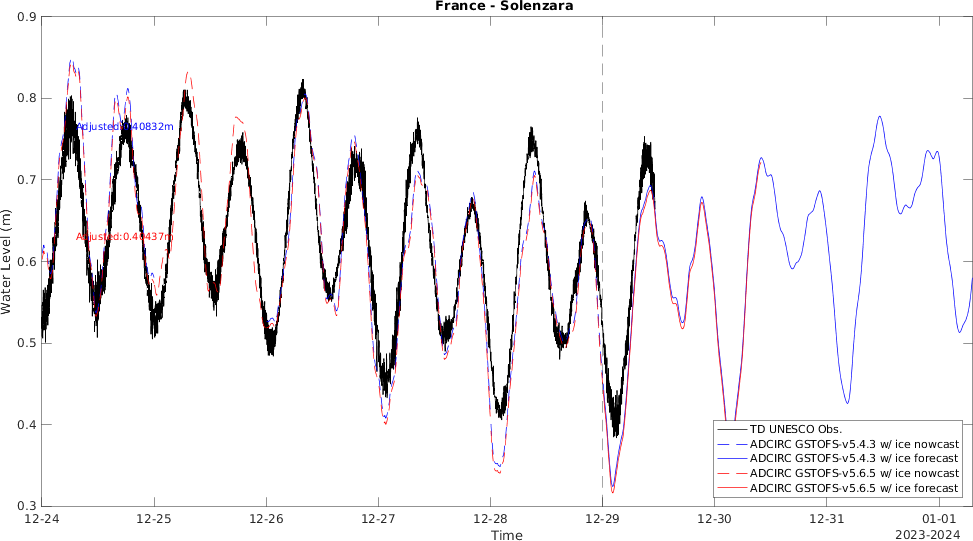 France - Solenzara
0.9
0.8
0.7
0.6
0.5
0.4
0.3
Water Level (m)
Adjusted:0.40832m
Adjusted:0.40437m
TD UNESCO Obs.
ADCIRC GSTOFS-v5.4.3 w/ ice nowcast
ADCIRC GSTOFS-v5.4.3 w/ ice forecast
ADCIRC GSTOFS-v5.6.5 w/ ice nowcast
ADCIRC GSTOFS-v5.6.5 w/ ice forecast
12-24 12-25 12-26 12-27 12-28 12-29 12-30 12-31 01-01
Time
2023-2024